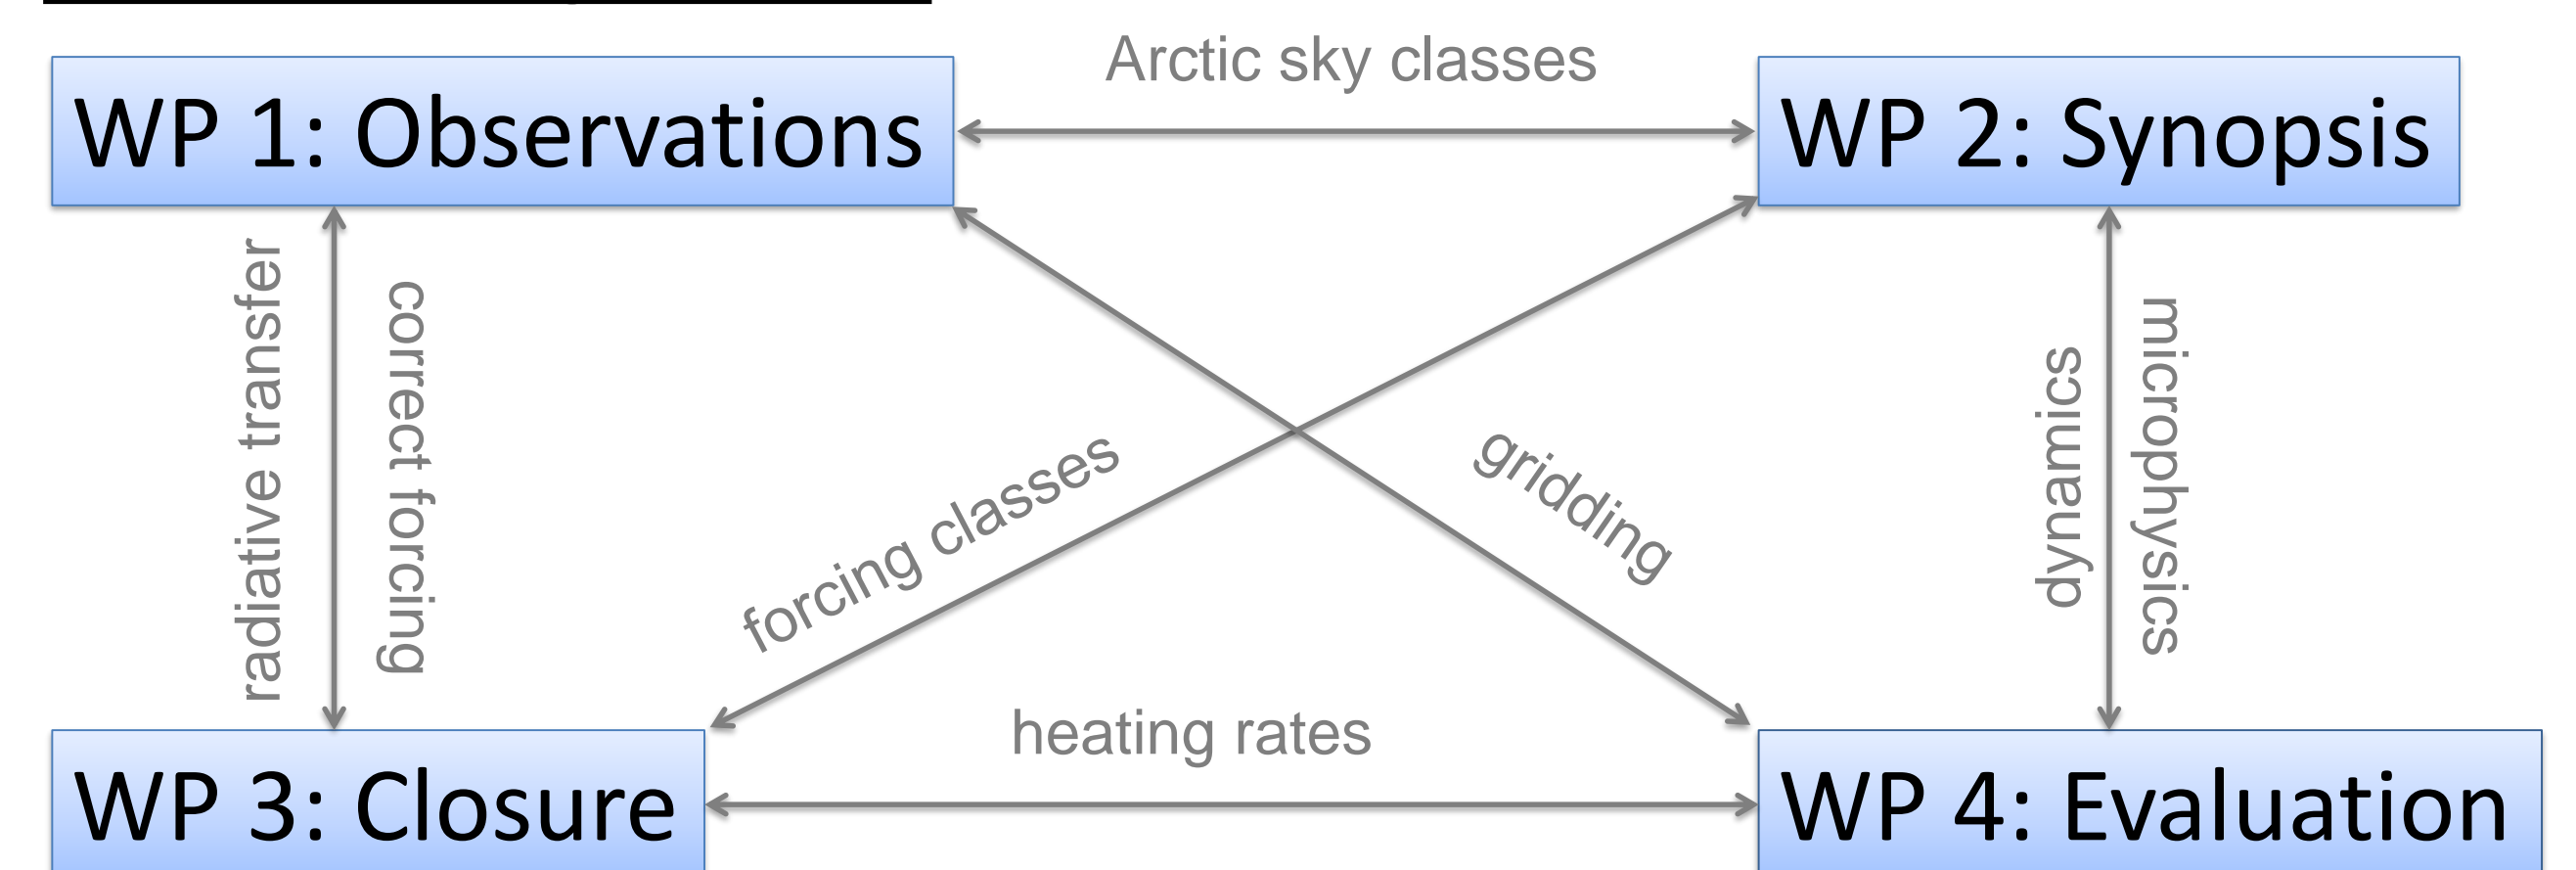 Arctic sky classes
WP 1: Observations
WP 2: Synopsis
radiative transfer
correct forcing
forcing classes
gridding
dynamics
microphysics
heating rates
WP 3: Closure
WP 4: Evaluation